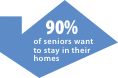 90%
of seniors want
to stay in their
homes